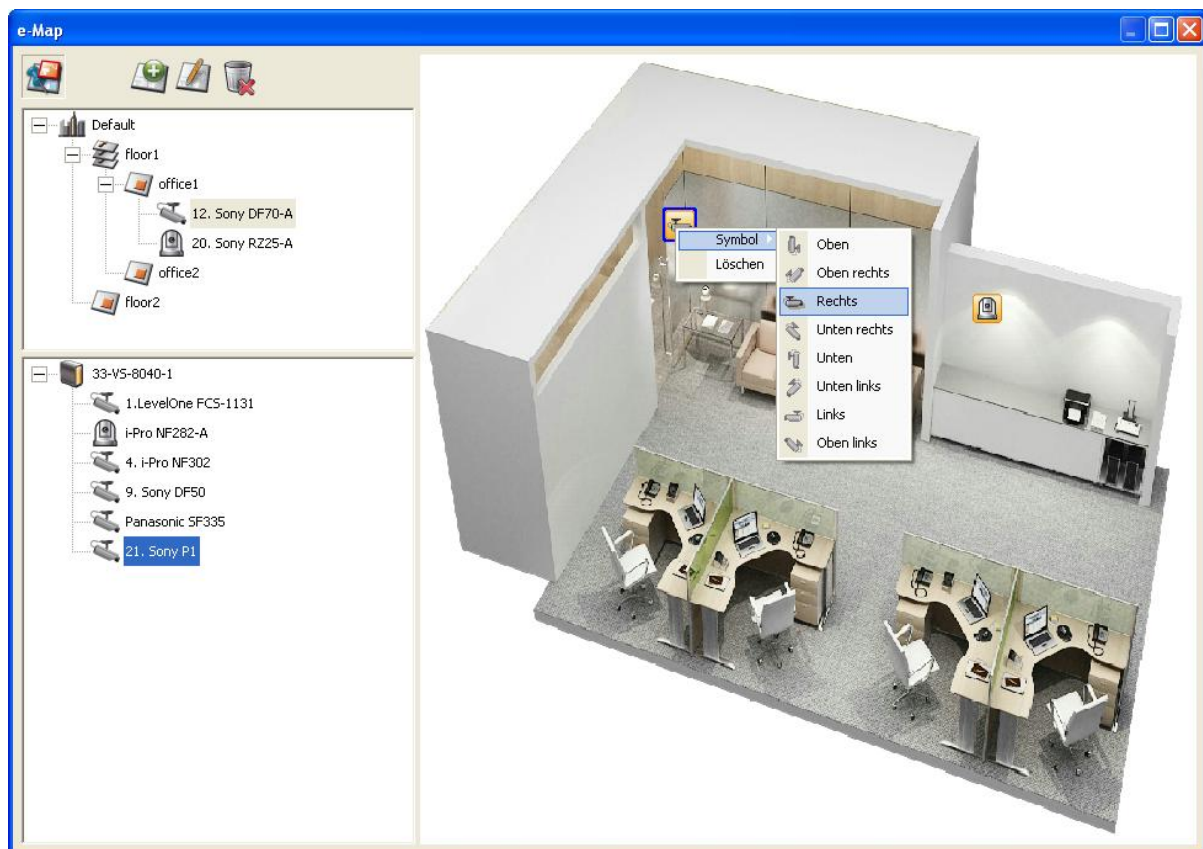 e-Map
Default
floor1
office1
12. Sony DF70-A
20. Sony RZ25-A
office2
floor2
33-VS-8040-1
1.LevelOne FCS-1131
i-Pro NF282-A
4. i-Pro NF302
9. Sony DF50
Panasonic SF335
21. Sony P1
Symbol
Löschen
Oben
Oben rechts
Rechts
Unten rechts
Unten
Unten links
Links
Oben links